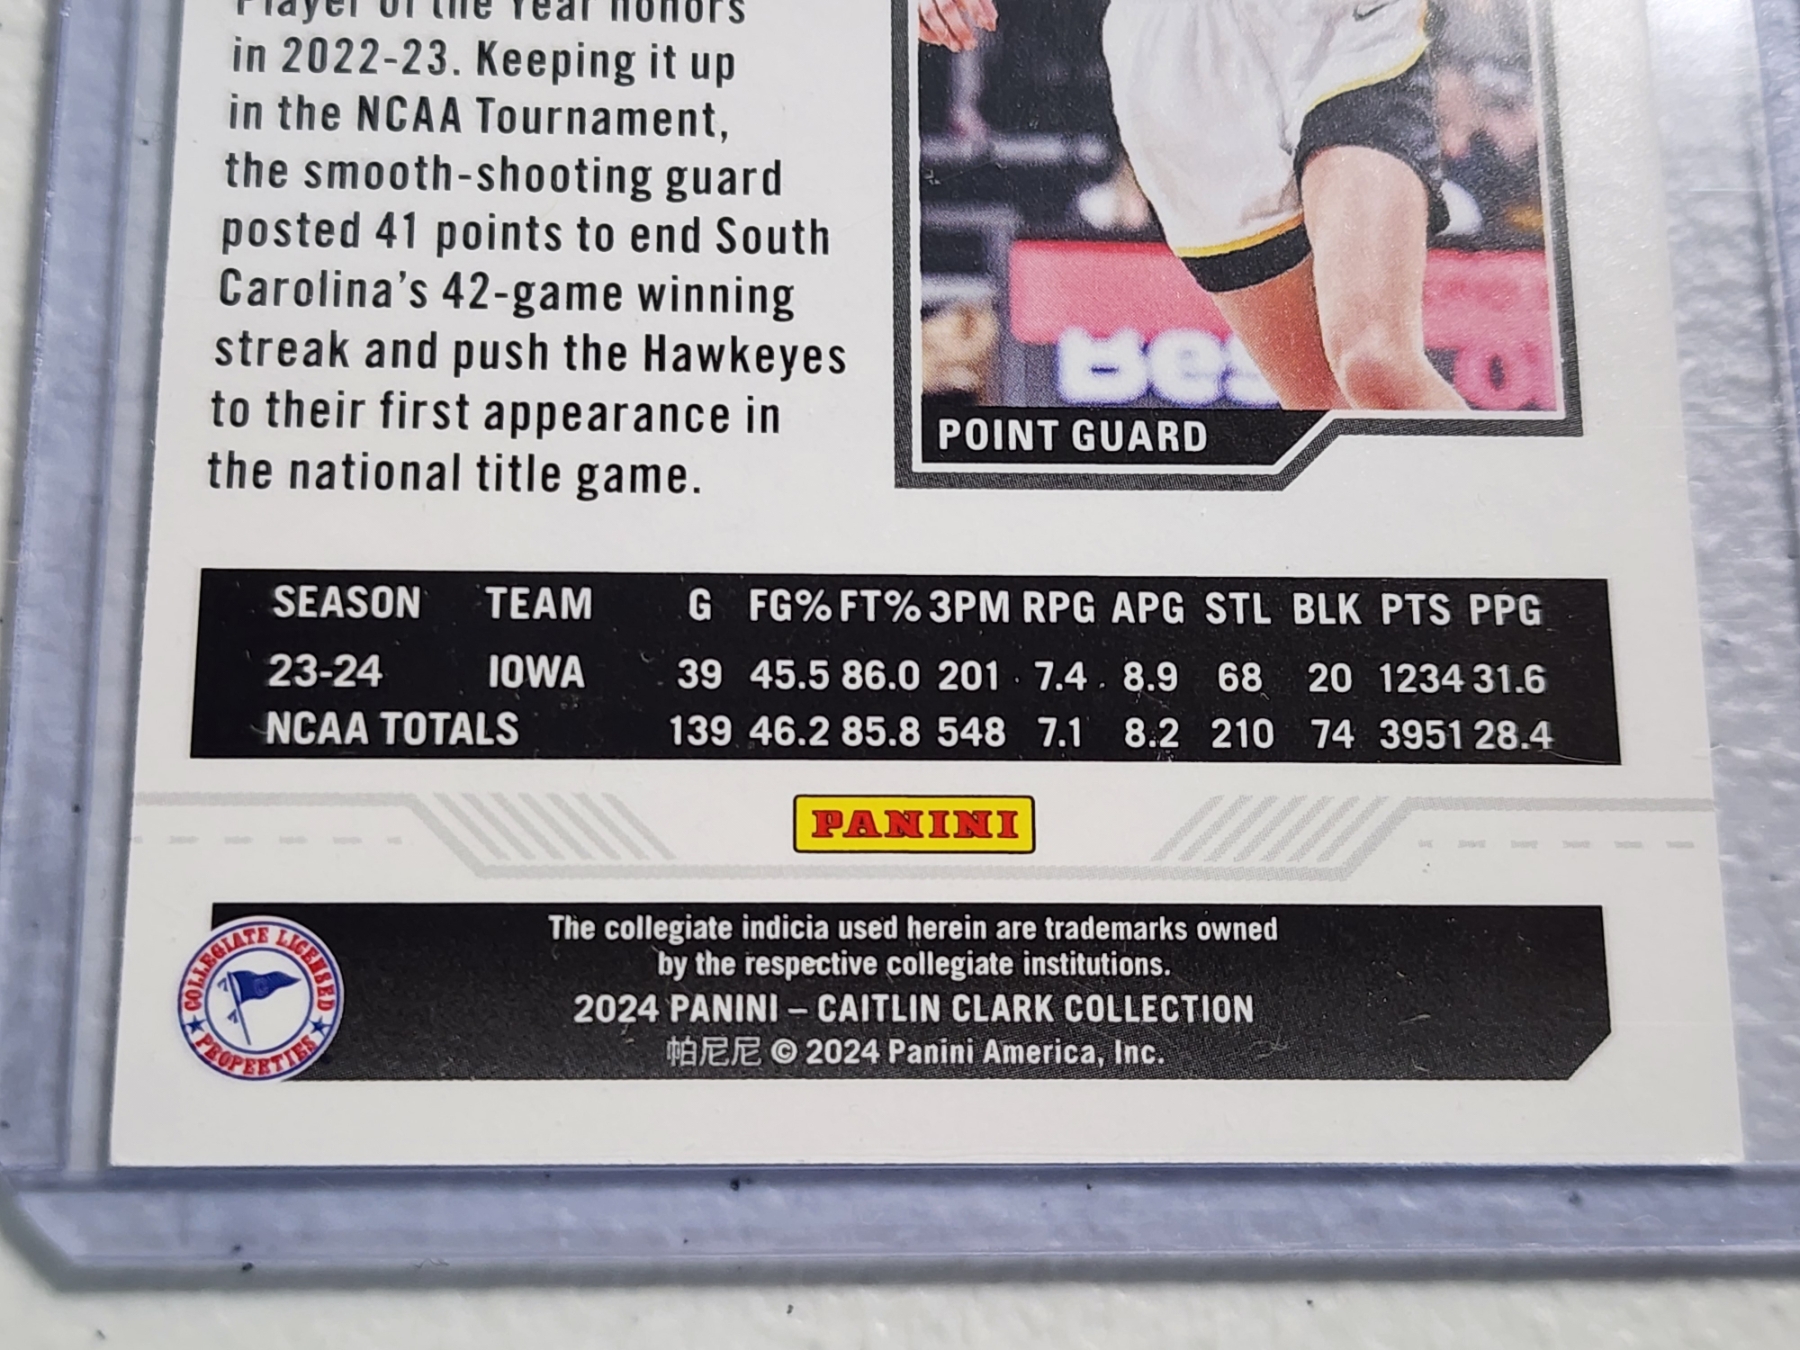 Player of the Year honors
in 2022-23. Keeping it up
in the NCAA Tournament,
the smooth-shooting guard
posted 41 points to end South
Carolina's 42-game winning
streak and push the Hawkeyes
to their first appearance in
the national title game.
POINT GUARD
SEASON TEAM G FG% FT% 3PM RPG APG STL BLK PTS PPG
23-24 IOWA 39 45.5 86.0 201 7.4 8.9 68 20 1234 31.6
NCAA TOTALS 139 46.2 85.8 548 7.1 8.2 210 74 3951 28.4
PANINI
COLLEGIATE LICENSED
PROPERTIES
The collegiate indicia used herein are trademarks owned
by the respective collegiate institutions.
2024 PANINI – CAITLIN CLARK COLLECTION
帕尼尼 © 2024 Panini America, Inc.